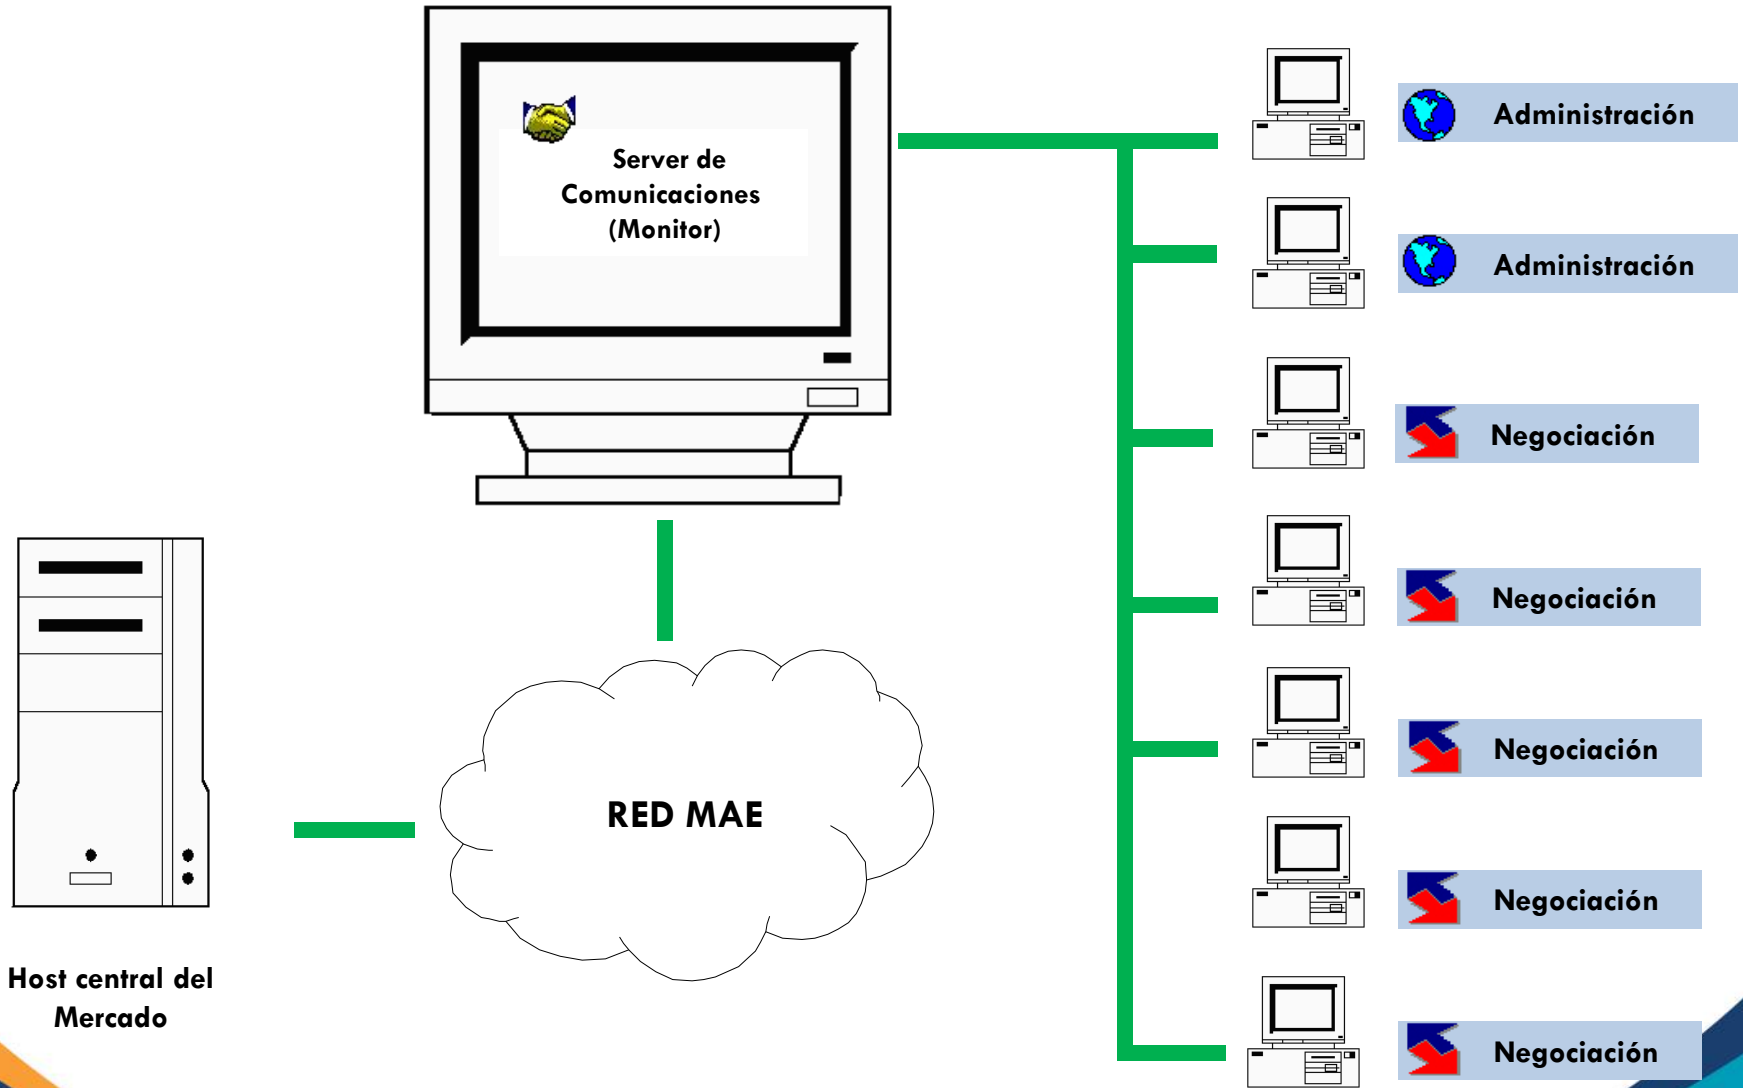 Server de
Comunicaciones
(Monitor)
Administración
Administración
Negociación
Negociación
Negociación
Negociación
Negociación
RED MAE
Host central del
Mercado